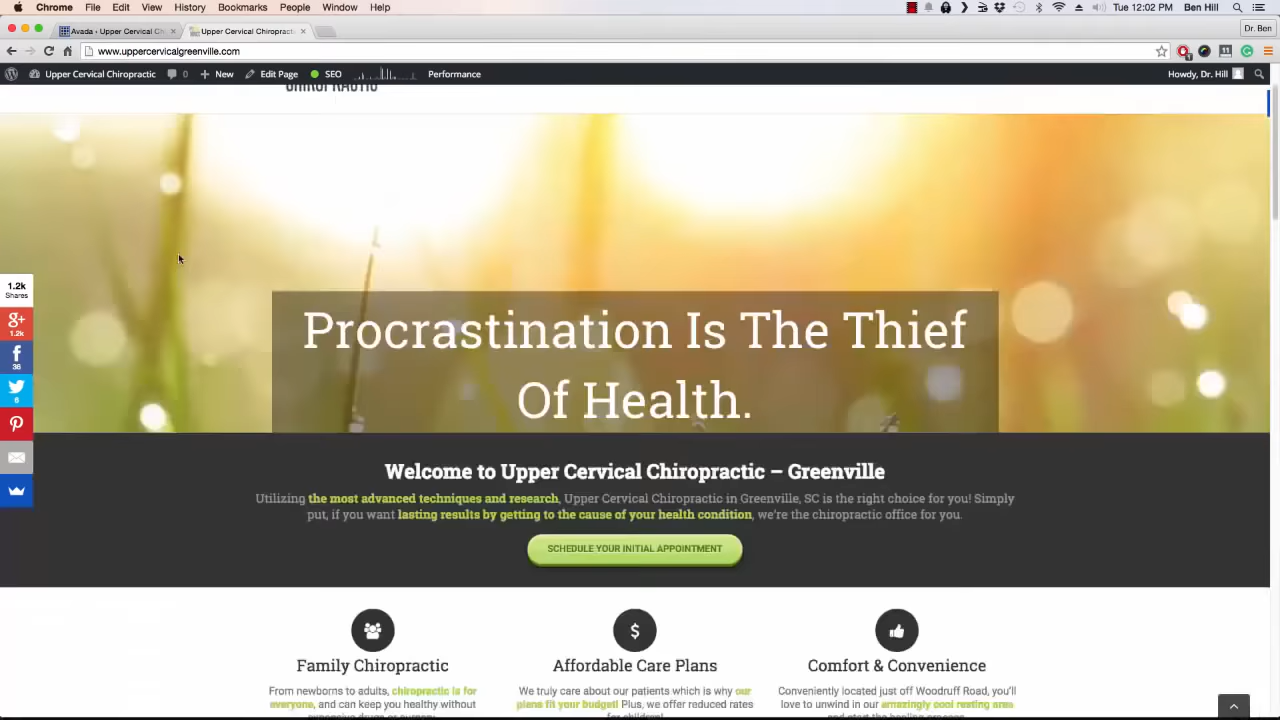 Chrome File Edit View History Bookmarks People Window Help Tue 12:02 PM Ben Hill
Avada - Upper Cervical Ch Upper Cervical Chiropract Dr. Ben
www.uppercervicalgreenville.com
Upper Cervical Chiropractic 0 New Edit Page SEO Performance Howdy, Dr. Hill
CHIROPRACTIC
1.2k
Shares
1.2k
36
6
Procrastination Is The Thief
Of Health.
Welcome to Upper Cervical Chiropractic – Greenville
Utilizing the most advanced techniques and research, Upper Cervical Chiropractic in Greenville, SC is the right choice for you! Simply
put, if you want lasting results by getting to the cause of your health condition, we're the chiropractic office for you.
SCHEDULE YOUR INITIAL APPOINTMENT
Family Chiropractic Affordable Care Plans Comfort & Convenience
From newborns to adults, chiropractic is for We truly care about our patients which is why our Conveniently located just off Woodruff Road, you'll
everyone, and can keep you healthy without plans fit your budget! Plus, we offer reduced rates love to unwind in our amazingly cool resting area